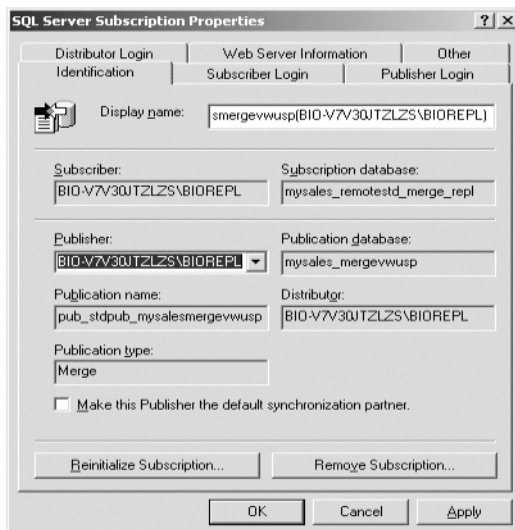 SQL Server Subscription Properties
Distributor Login Web Server Information Other
Identification Subscriber Login Publisher Login
Display name: smergevwusp(BIO-V7V30JTZLZS\BIOREPL)
Subscriber: Subscription database:
BIO-V7V30JTZLZS\BIOREPL mysales_remotestd_merge_repl
Publisher: Publication database:
BIO-V7V30JTZLZS\BIOREPL mysales_mergevwusp
Publication name: Distributor:
pub_stdpub_mysalesmergevwusp BIO-V7V30JTZLZS\BIOREPL
Publication type:
Merge
Make this Publisher the default synchronization partner.
Reinitialize Subscription... Remove Subscription...
OK Cancel Apply